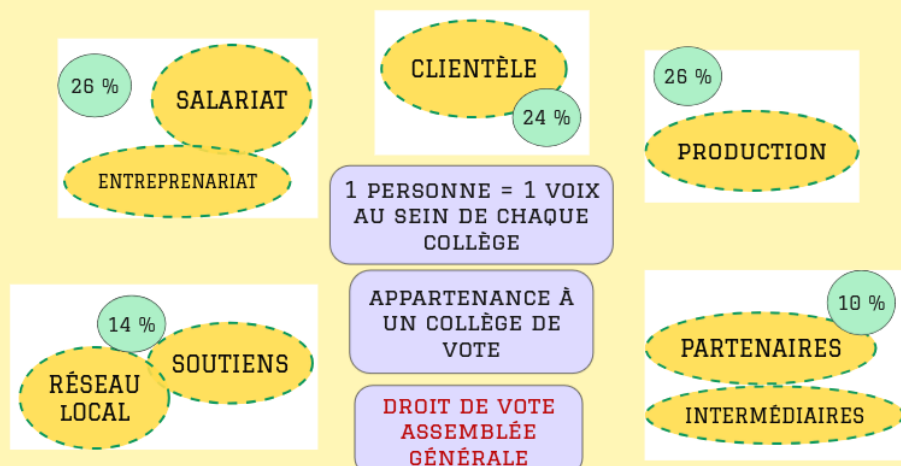 26 %
SALARIAT
ENTREPRENARIAT
CLIENTÈLE
24 %
26 %
PRODUCTION
1 PERSONNE = 1 VOIX
AU SEIN DE CHAQUE
COLLÈGE
APPARTENANCE À
UN COLLÈGE DE
VOTE
14 %
SOUTIENS
RÉSEAU
LOCAL
10 %
PARTENAIRES
INTERMÉDIAIRES
DROIT DE VOTE
ASSEMBLÉE
GÉNÉRALE